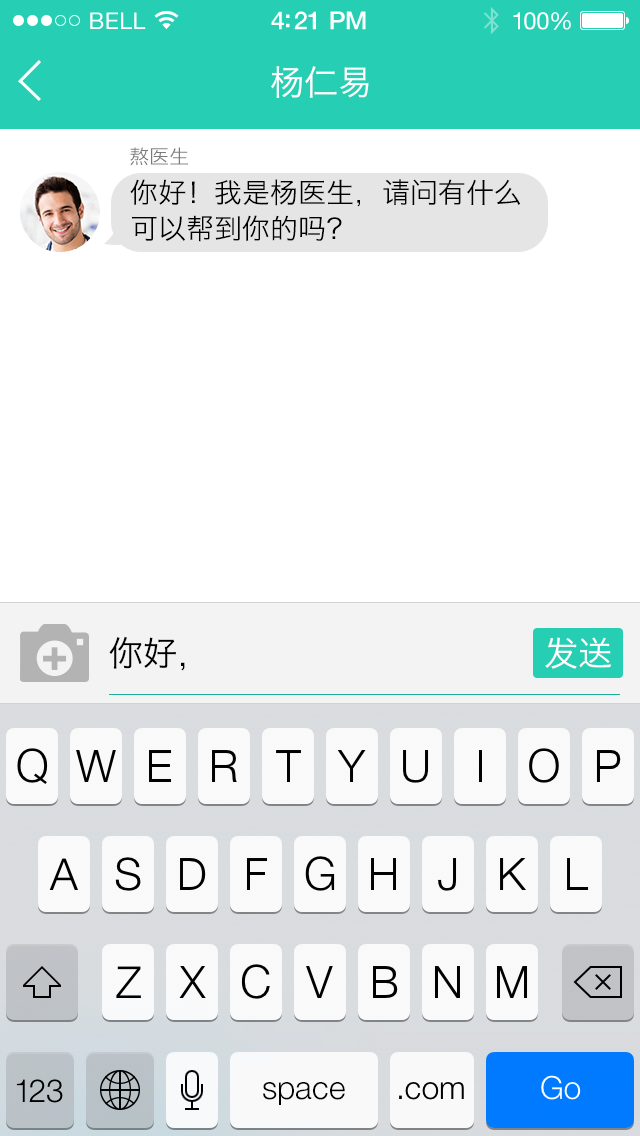 BELL 4:21 PM 100%
杨仁易
熬医生
你好！我是杨医生，请问有什么
可以帮到你的吗？
你好, 发送
Q W E R T Y U I O P
A S D F G H J K L
Z X C V B N M
123 space .com Go